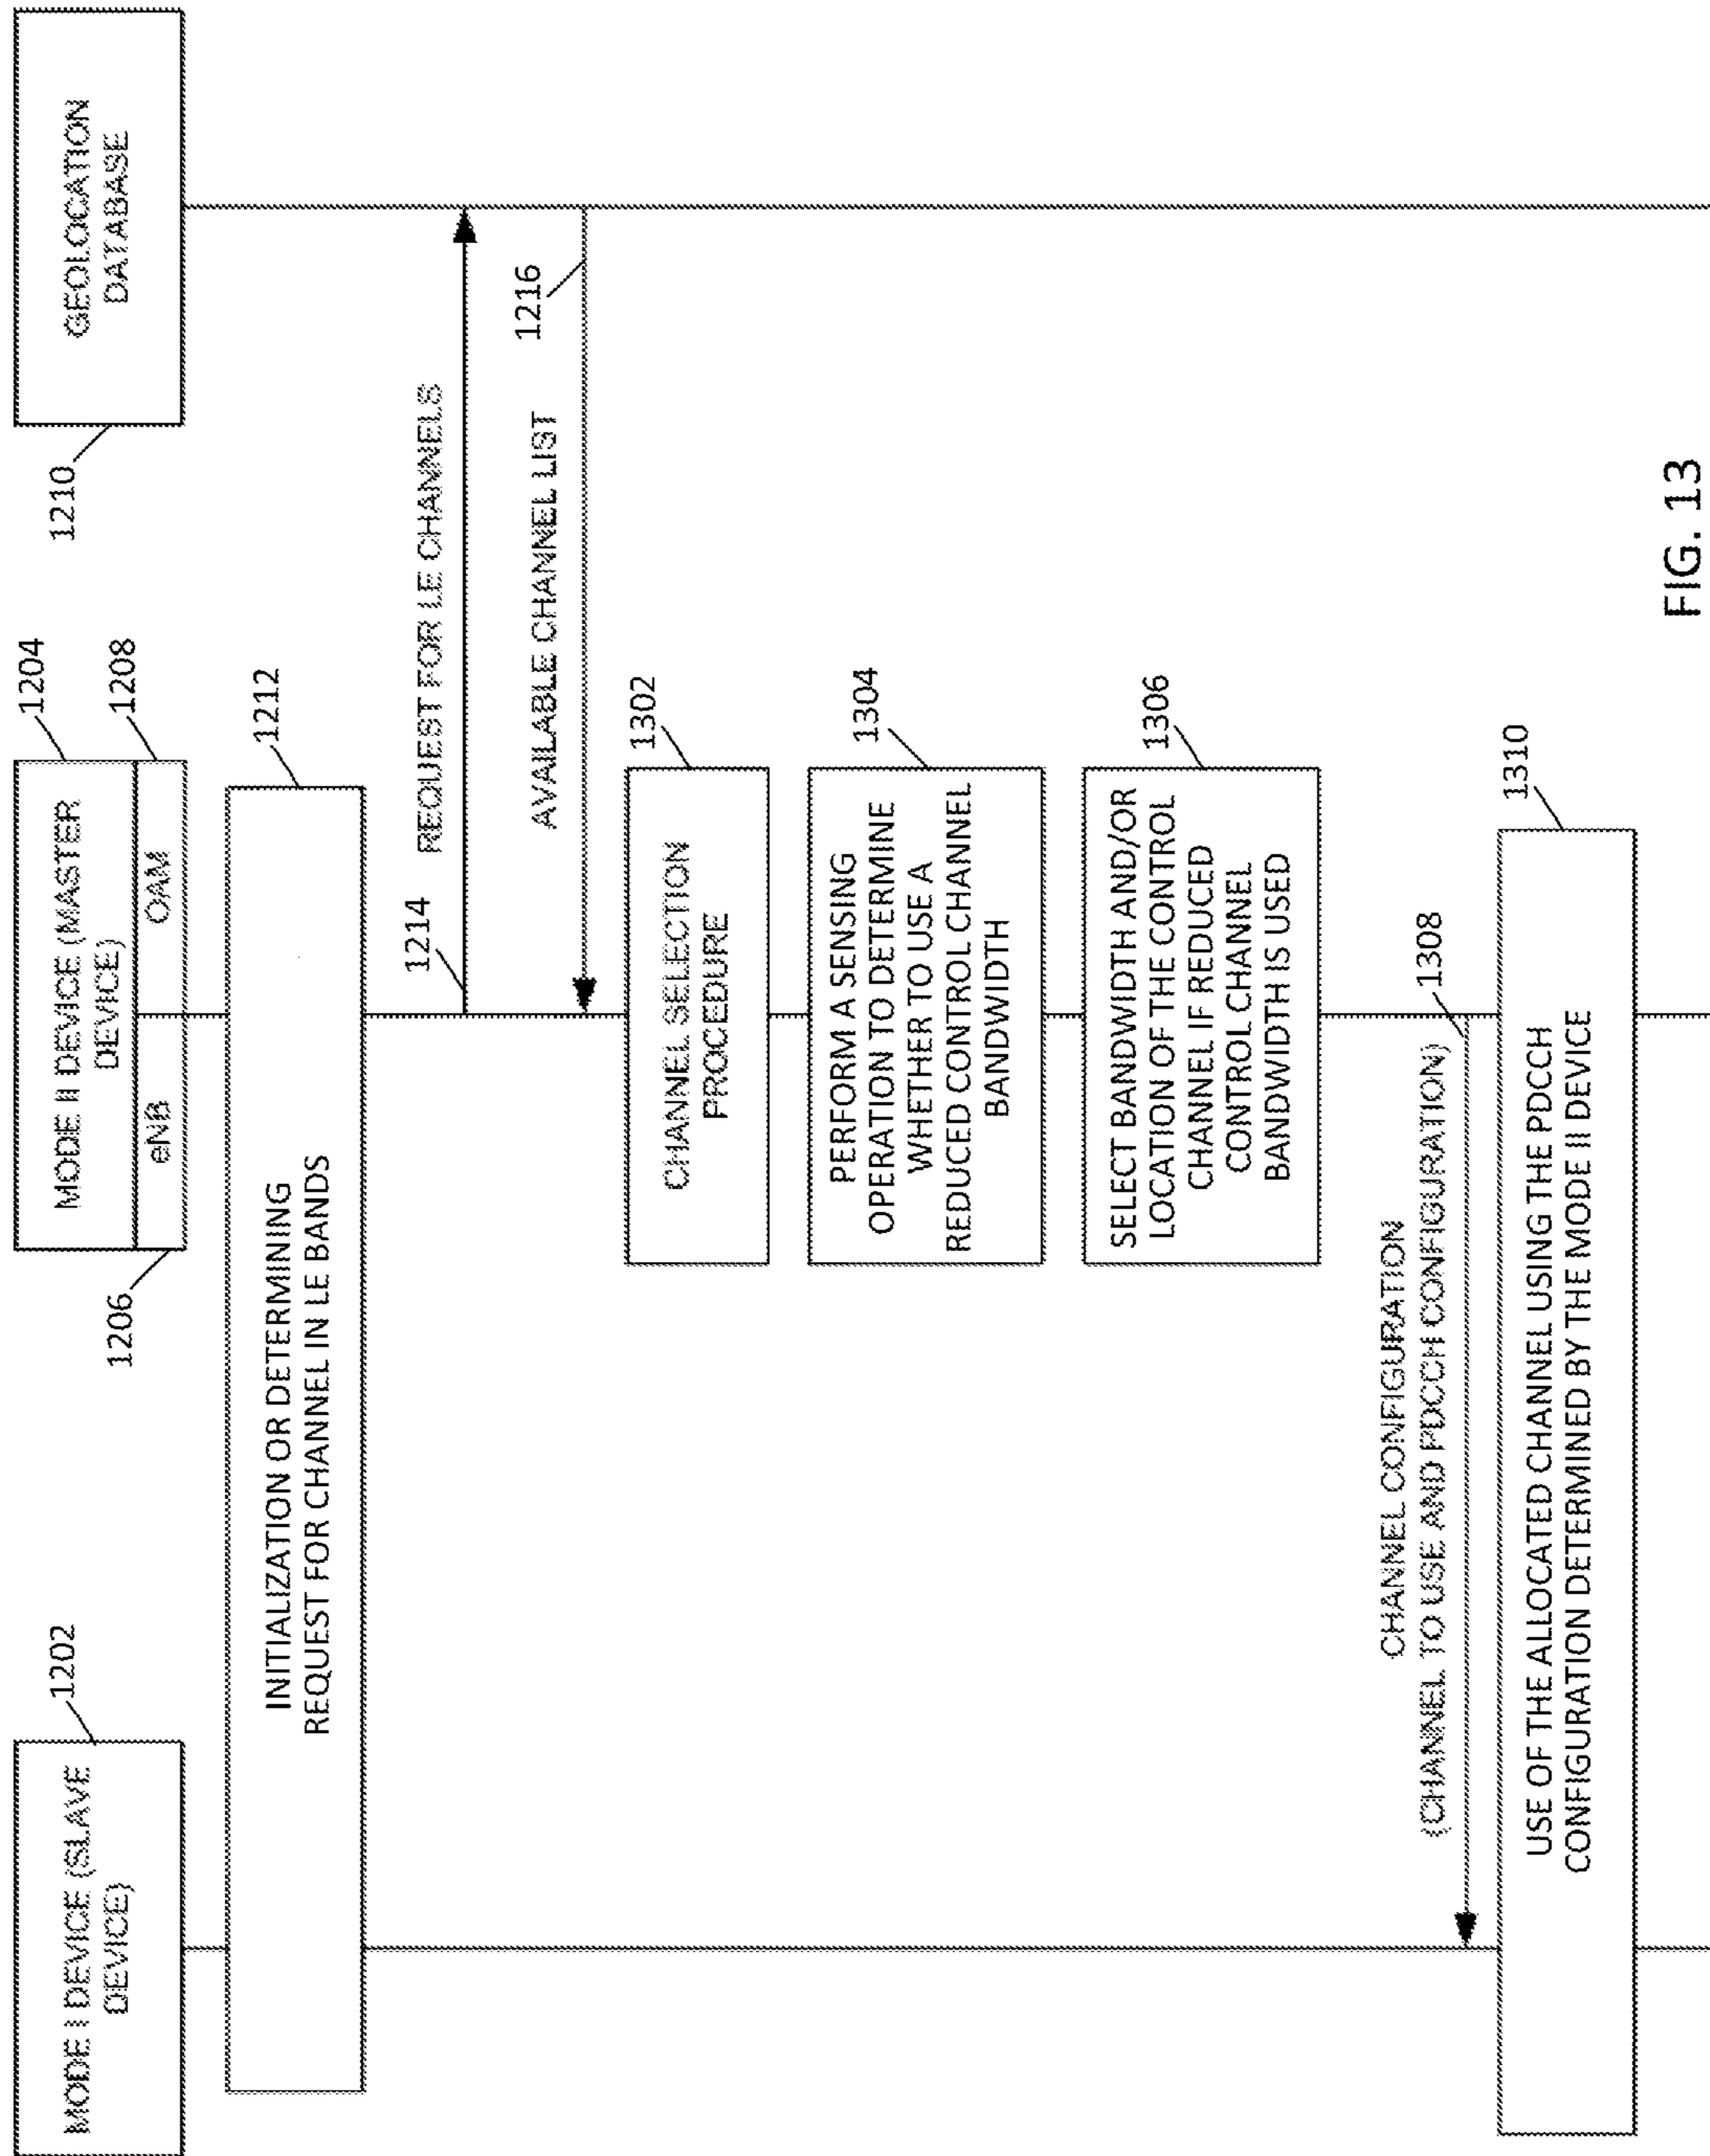 MODE I DEVICE (SLAVE
DEVICE)
1202
MODE II DEVICE (MASTER
DEVICE)
1204
eNB
OAM
1206
1208
GEOLOCATION
DATABASE
1210
INITIALIZATION OR DETERMINING
REQUEST FOR CHANNEL IN LE BANDS
1212
1214
REQUEST FOR LE CHANNELS
AVAILABLE CHANNEL LIST
1216
CHANNEL SELECTION
PROCEDURE
1302
PERFORM A SENSING
OPERATION TO DETERMINE
WHETHER TO USE A
REDUCED CONTROL CHANNEL
BANDWIDTH
1304
SELECT BANDWIDTH AND/OR
LOCATION OF THE CONTROL
CHANNEL IF REDUCED
CONTROL CHANNEL
BANDWIDTH IS USED
1306
CHANNEL CONFIGURATION
(CHANNEL TO USE AND PDCCH CONFIGURATION)
1308
USE OF THE ALLOCATED CHANNEL USING THE PDCCH
CONFIGURATION DETERMINED BY THE MODE II DEVICE
1310
FIG. 13